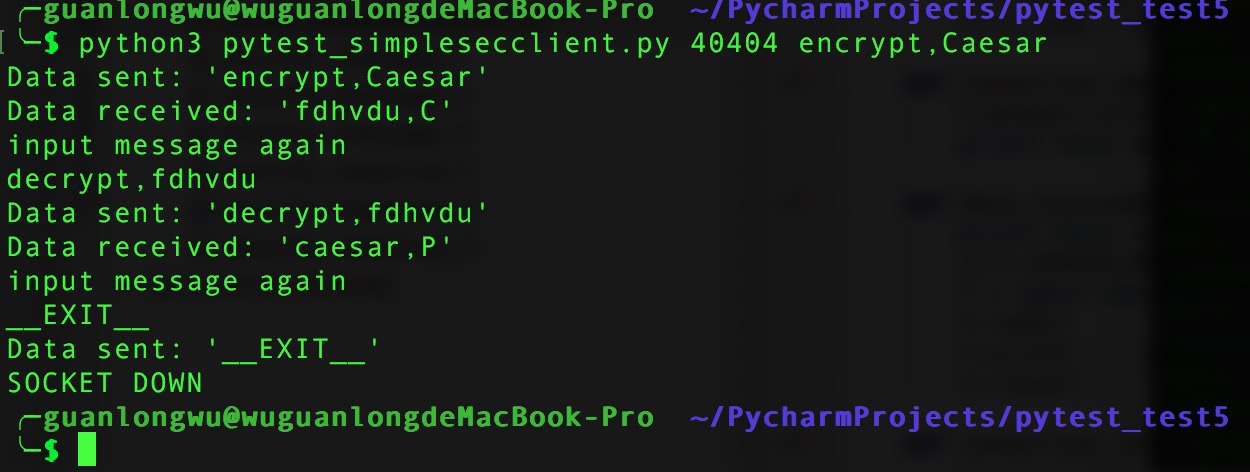 ╭─guanlongwu@wuguanlongdeMacBook-Pro  ~/PycharmProjects/pytest_test5
╰─$ python3 pytest_simplesecclient.py 40404 encrypt,Caesar
Data sent: 'encrypt,Caesar'
Data received: 'fdhvdu,C'
input message again
decrypt,fdhvdu
Data sent: 'decrypt,fdhvdu'
Data received: 'caesar,P'
input message again
__EXIT__
Data sent: '__EXIT__'
SOCKET DOWN
╭─guanlongwu@wuguanlongdeMacBook-Pro  ~/PycharmProjects/pytest_test5
╰─$